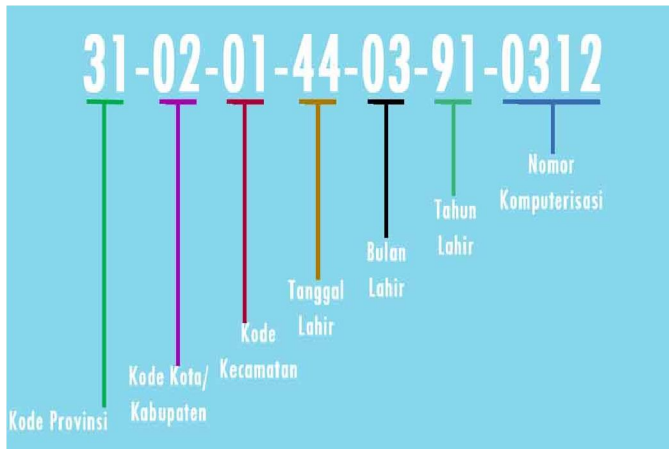 31-02-01-44-03-91-0312
Nomor
Komputerisasi
Tahun
Lahir
Bulan
Lahir
Tanggal
Lahir
Kode
Kecamatan
Kode Kota/
Kabupaten
Kode Provinsi